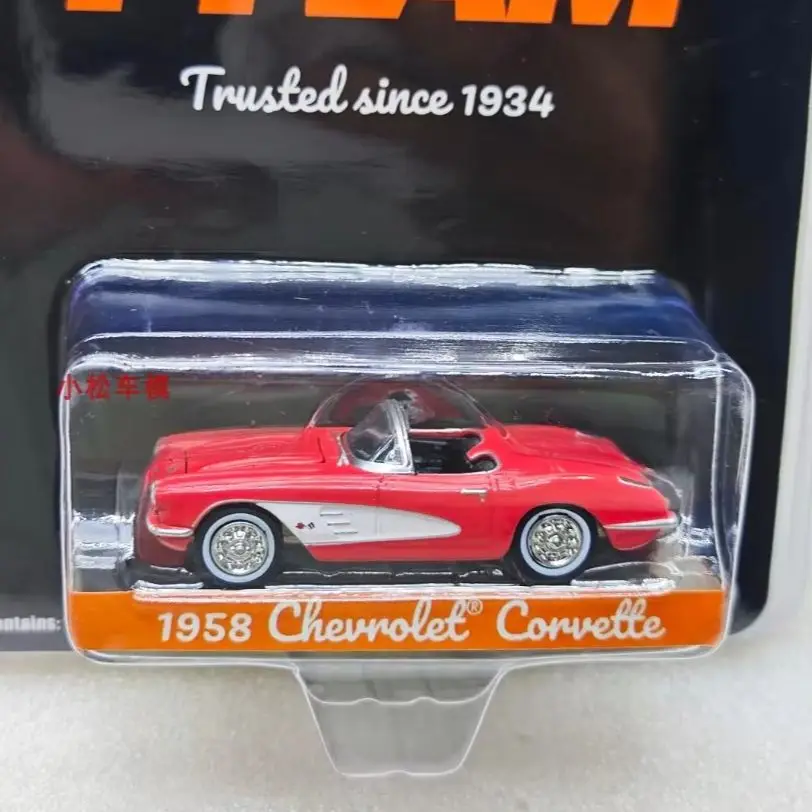 Trusted since 1934
小松车模
1958 Chevrolet® Corvette